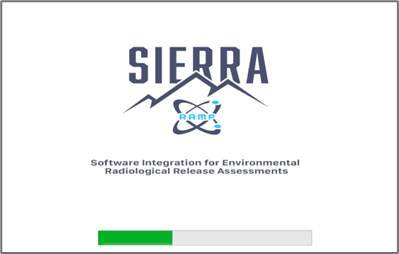 SIERRA
RAMP
Software Integration for Environmental
Radiological Release Assessments